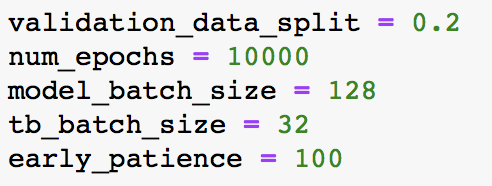 validation_data_split = 0.2
num_epochs = 10000
model_batch_size = 128
tb_batch_size = 32
early_patience = 100